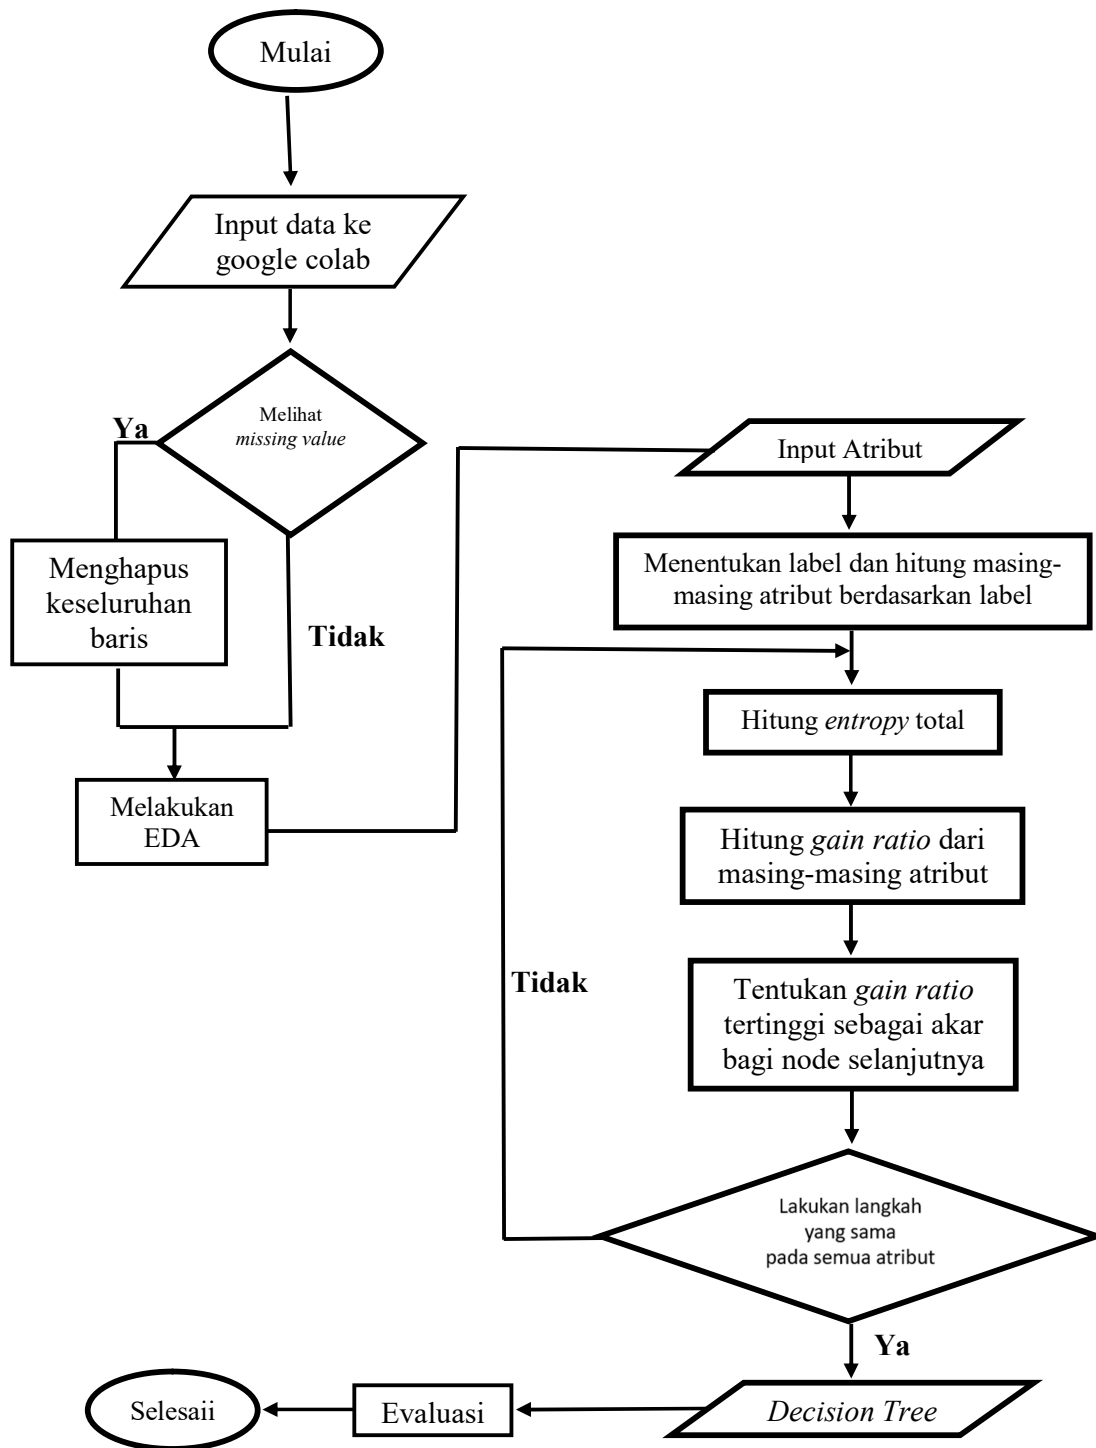 Mulai
Input data ke
google colab
Ya
Melihat
missing value
Menghapus
keseluruhan
baris
Tidak
Melakukan
EDA
Input Atribut
Menentukan label dan hitung masing-
masing atribut berdasarkan label
Hitung entropy total
Hitung gain ratio dari
masing-masing atribut
Tidak
Tentukan gain ratio
tertinggi sebagai akar
bagi node selanjutnya
Lakukan langkah
yang sama
pada semua atribut
Ya
Decision Tree
Evaluasi
Selesaii